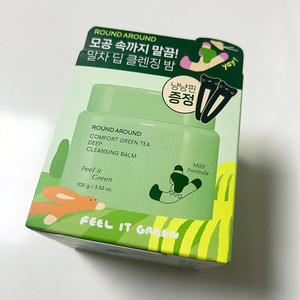 ROUND AROUND
모공 속까지 말끔!
말차 딥 클렌징 밤
yay!
냥냥핀
증정
ROUND AROUND
COMFORT GREEN TEA
DEEP
CLEANSING BALM
Feel it
Green
Mild
Formula
100 g / 3.52 oz.
FEEL IT GREEN